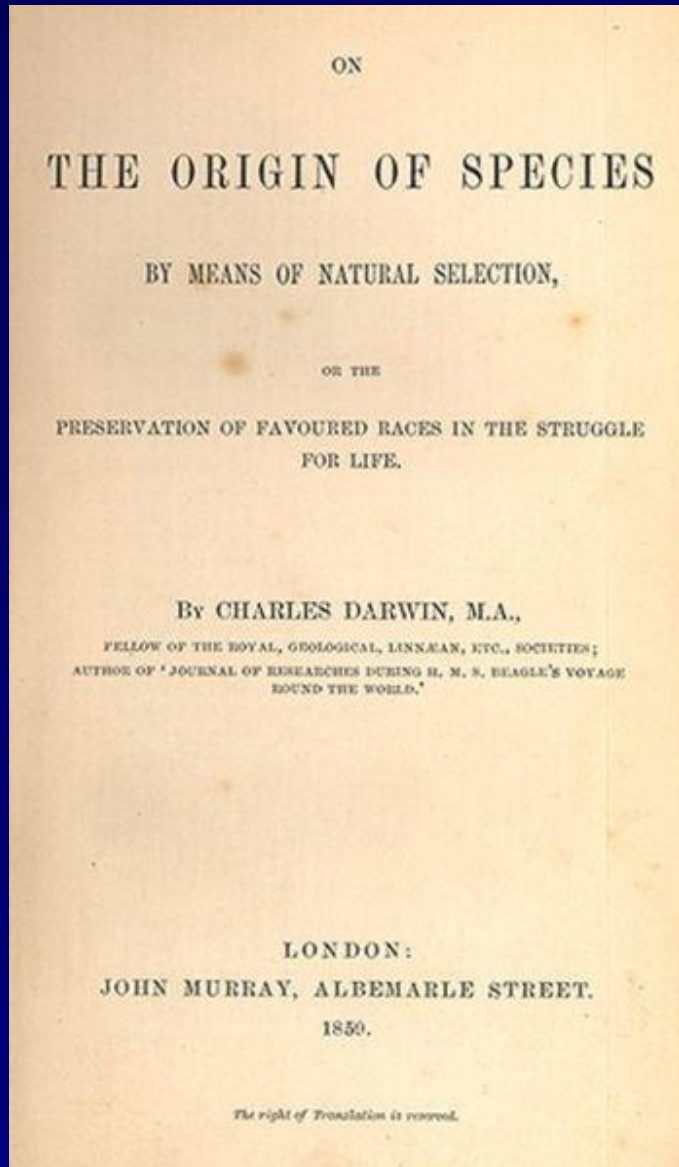 ON
THE ORIGIN OF SPECIES
BY MEANS OF NATURAL SELECTION,
OR THE
PRESERVATION OF FAVOURED RACES IN THE STRUGGLE
FOR LIFE.
By CHARLES DARWIN, M.A.,
FELLOW OF THE ROYAL, GEOLOGICAL, LINNÆAN, ETC., SOCIETIES;
AUTHOR OF 'JOURNAL OF RESEARCHES DURING H. M. S. BEAGLE'S VOYAGE
ROUND THE WORLD.'
LONDON:
JOHN MURRAY, ALBEMARLE STREET.
1859.
The right of Translation is reserved.